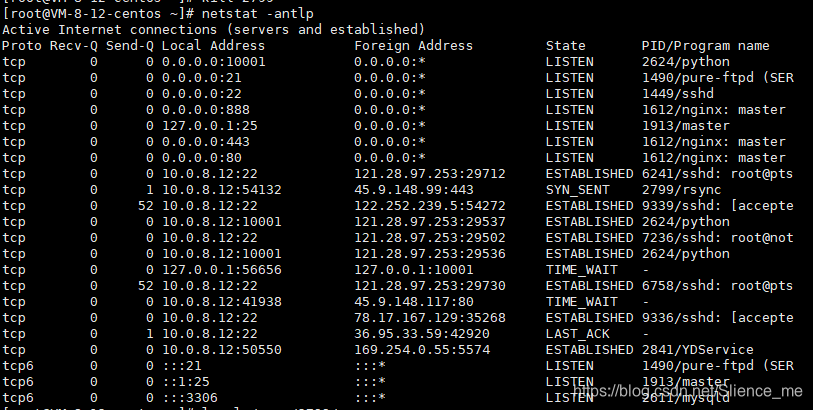 [root@VM-8-12-centos ~]# kill 2799
[root@VM-8-12-centos ~]# netstat -antlp
Active Internet connections (servers and established)
Proto Recv-Q Send-Q Local Address           Foreign Address         State       PID/Program name
tcp        0      0 0.0.0.0:10001           0.0.0.0:*               LISTEN      2624/python
tcp        0      0 0.0.0.0:21              0.0.0.0:*               LISTEN      1490/pure-ftpd (SER
tcp        0      0 0.0.0.0:22              0.0.0.0:*               LISTEN      1449/sshd
tcp        0      0 0.0.0.0:888             0.0.0.0:*               LISTEN      1612/nginx: master
tcp        0      0 127.0.0.1:25            0.0.0.0:*               LISTEN      1913/master
tcp        0      0 0.0.0.0:443             0.0.0.0:*               LISTEN      1612/nginx: master
tcp        0      0 0.0.0.0:80              0.0.0.0:*               LISTEN      1612/nginx: master
tcp        0      0 10.0.8.12:22            121.28.97.253:29712     ESTABLISHED 6241/sshd: root@pts
tcp        0      1 10.0.8.12:54132         45.9.148.99:443         SYN_SENT    2799/rsync
tcp        0     52 10.0.8.12:22            122.252.239.5:54272     ESTABLISHED 9339/sshd: [accepte
tcp        0      0 10.0.8.12:10001         121.28.97.253:29537     ESTABLISHED 2624/python
tcp        0      0 10.0.8.12:22            121.28.97.253:29502     ESTABLISHED 7236/sshd: root@not
tcp        0      0 10.0.8.12:10001         121.28.97.253:29536     ESTABLISHED 2624/python
tcp        0      0 127.0.0.1:56656         127.0.0.1:10001         TIME_WAIT   -
tcp        0     52 10.0.8.12:22            121.28.97.253:29730     ESTABLISHED 6758/sshd: root@pts
tcp        0      0 10.0.8.12:41938         45.9.148.117:80         TIME_WAIT   -
tcp        0      0 10.0.8.12:22            78.17.167.129:35268     ESTABLISHED 9336/sshd: [accepte
tcp        0      1 10.0.8.12:22            36.95.33.59:42920       LAST_ACK    -
tcp        0      0 10.0.8.12:50550         169.254.0.55:5574       ESTABLISHED 2841/YDService
tcp6       0      0 :::21                   :::*                    LISTEN      1490/pure-ftpd (SER
tcp6       0      0 ::1:25                  :::*                    LISTEN      1913/master
tcp6       0      0 :::3306                 :::*                    LISTEN      2611/mysqld
https://blog.csdn.net/Slience_me